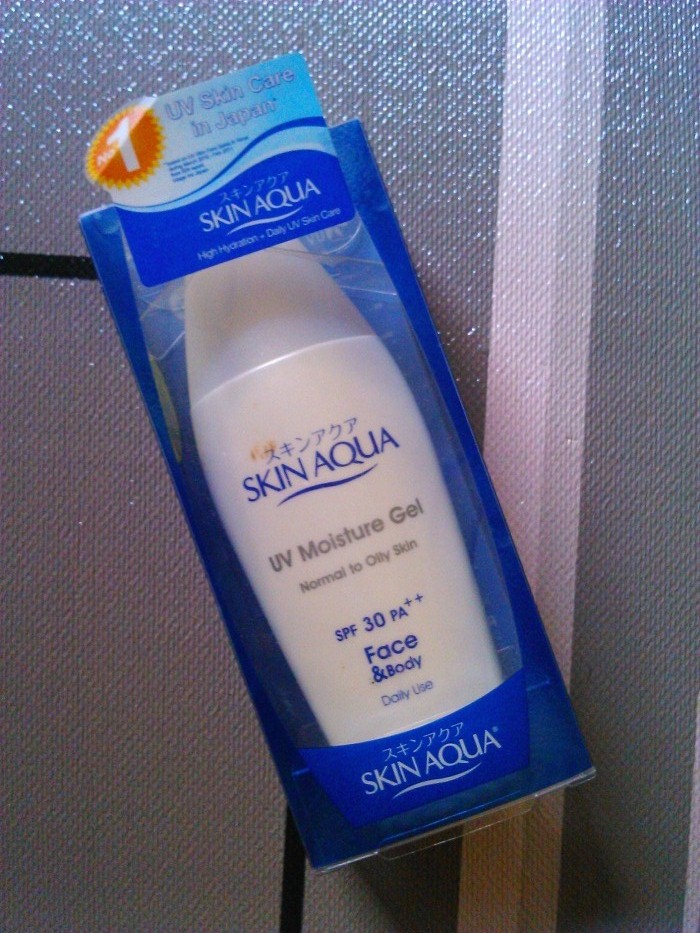 UV Skin Care
in Japan*
No. 1
スキンアクア
SKIN AQUA
High Hydration + Daily UV Skin Care
スキンアクア
SKIN AQUA
UV Moisture Gel
Normal to Oily Skin
SPF 30 PA++
Face
&Body
Daily Use
スキンアクア
SKIN AQUA®